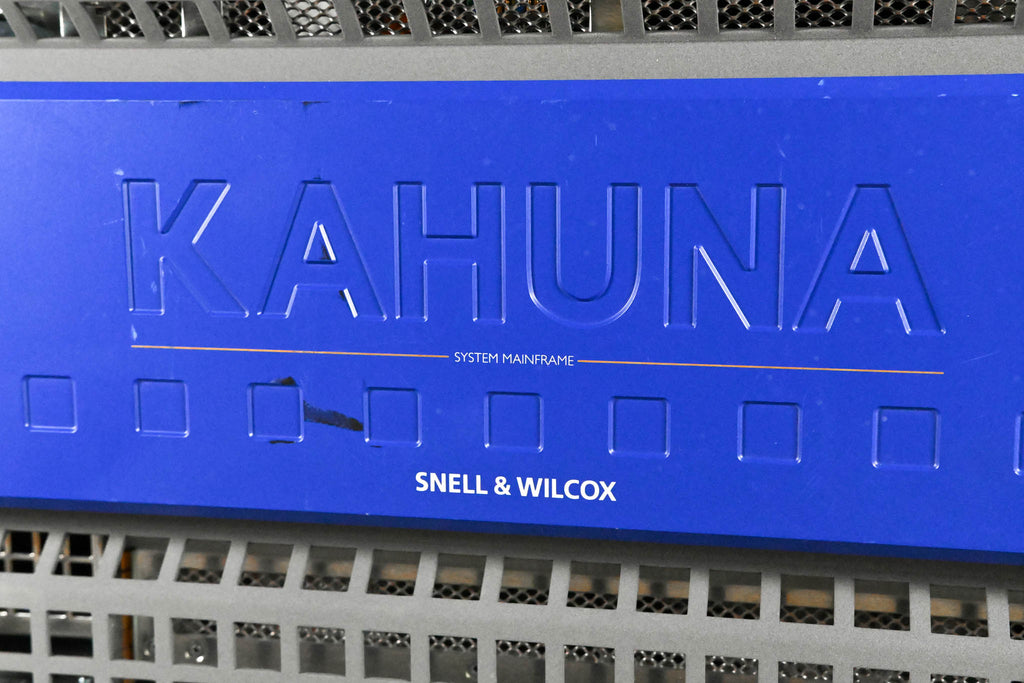 KAHUNA
SYSTEM MAINFRAME
SNELL & WILCOX